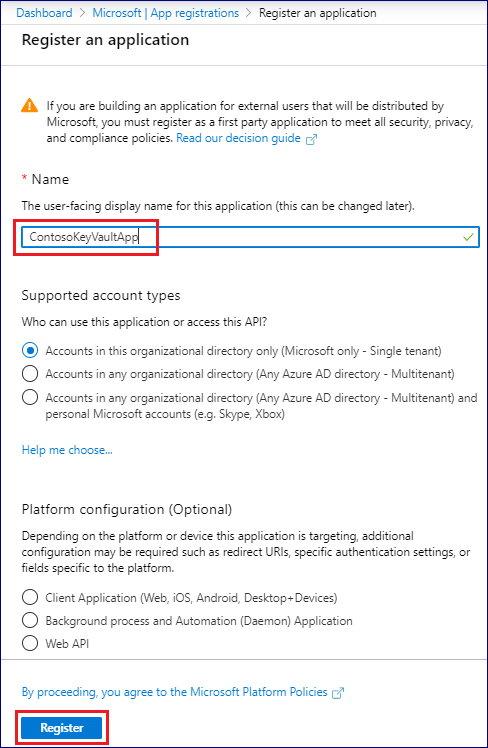 Dashboard > Microsoft | App registrations > Register an application
Register an application
If you are building an application for external users that will be distributed by
Microsoft, you must register as a first party application to meet all security, privacy,
and compliance policies. Read our decision guide
* Name
The user-facing display name for this application (this can be changed later).
ContosoKeyVaultApp
Supported account types
Who can use this application or access this API?
Accounts in this organizational directory only (Microsoft only - Single tenant)
Accounts in any organizational directory (Any Azure AD directory - Multitenant)
Accounts in any organizational directory (Any Azure AD directory - Multitenant) and
personal Microsoft accounts (e.g. Skype, Xbox)
Help me choose...
Platform configuration (Optional)
Depending on the platform or device this application is targeting, additional
configuration may be required such as redirect URIs, specific authentication settings, or
fields specific to the platform.
Client Application (Web, iOS, Android, Desktop+Devices)
Background process and Automation (Daemon) Application
Web API
By proceeding, you agree to the Microsoft Platform Policies
Register